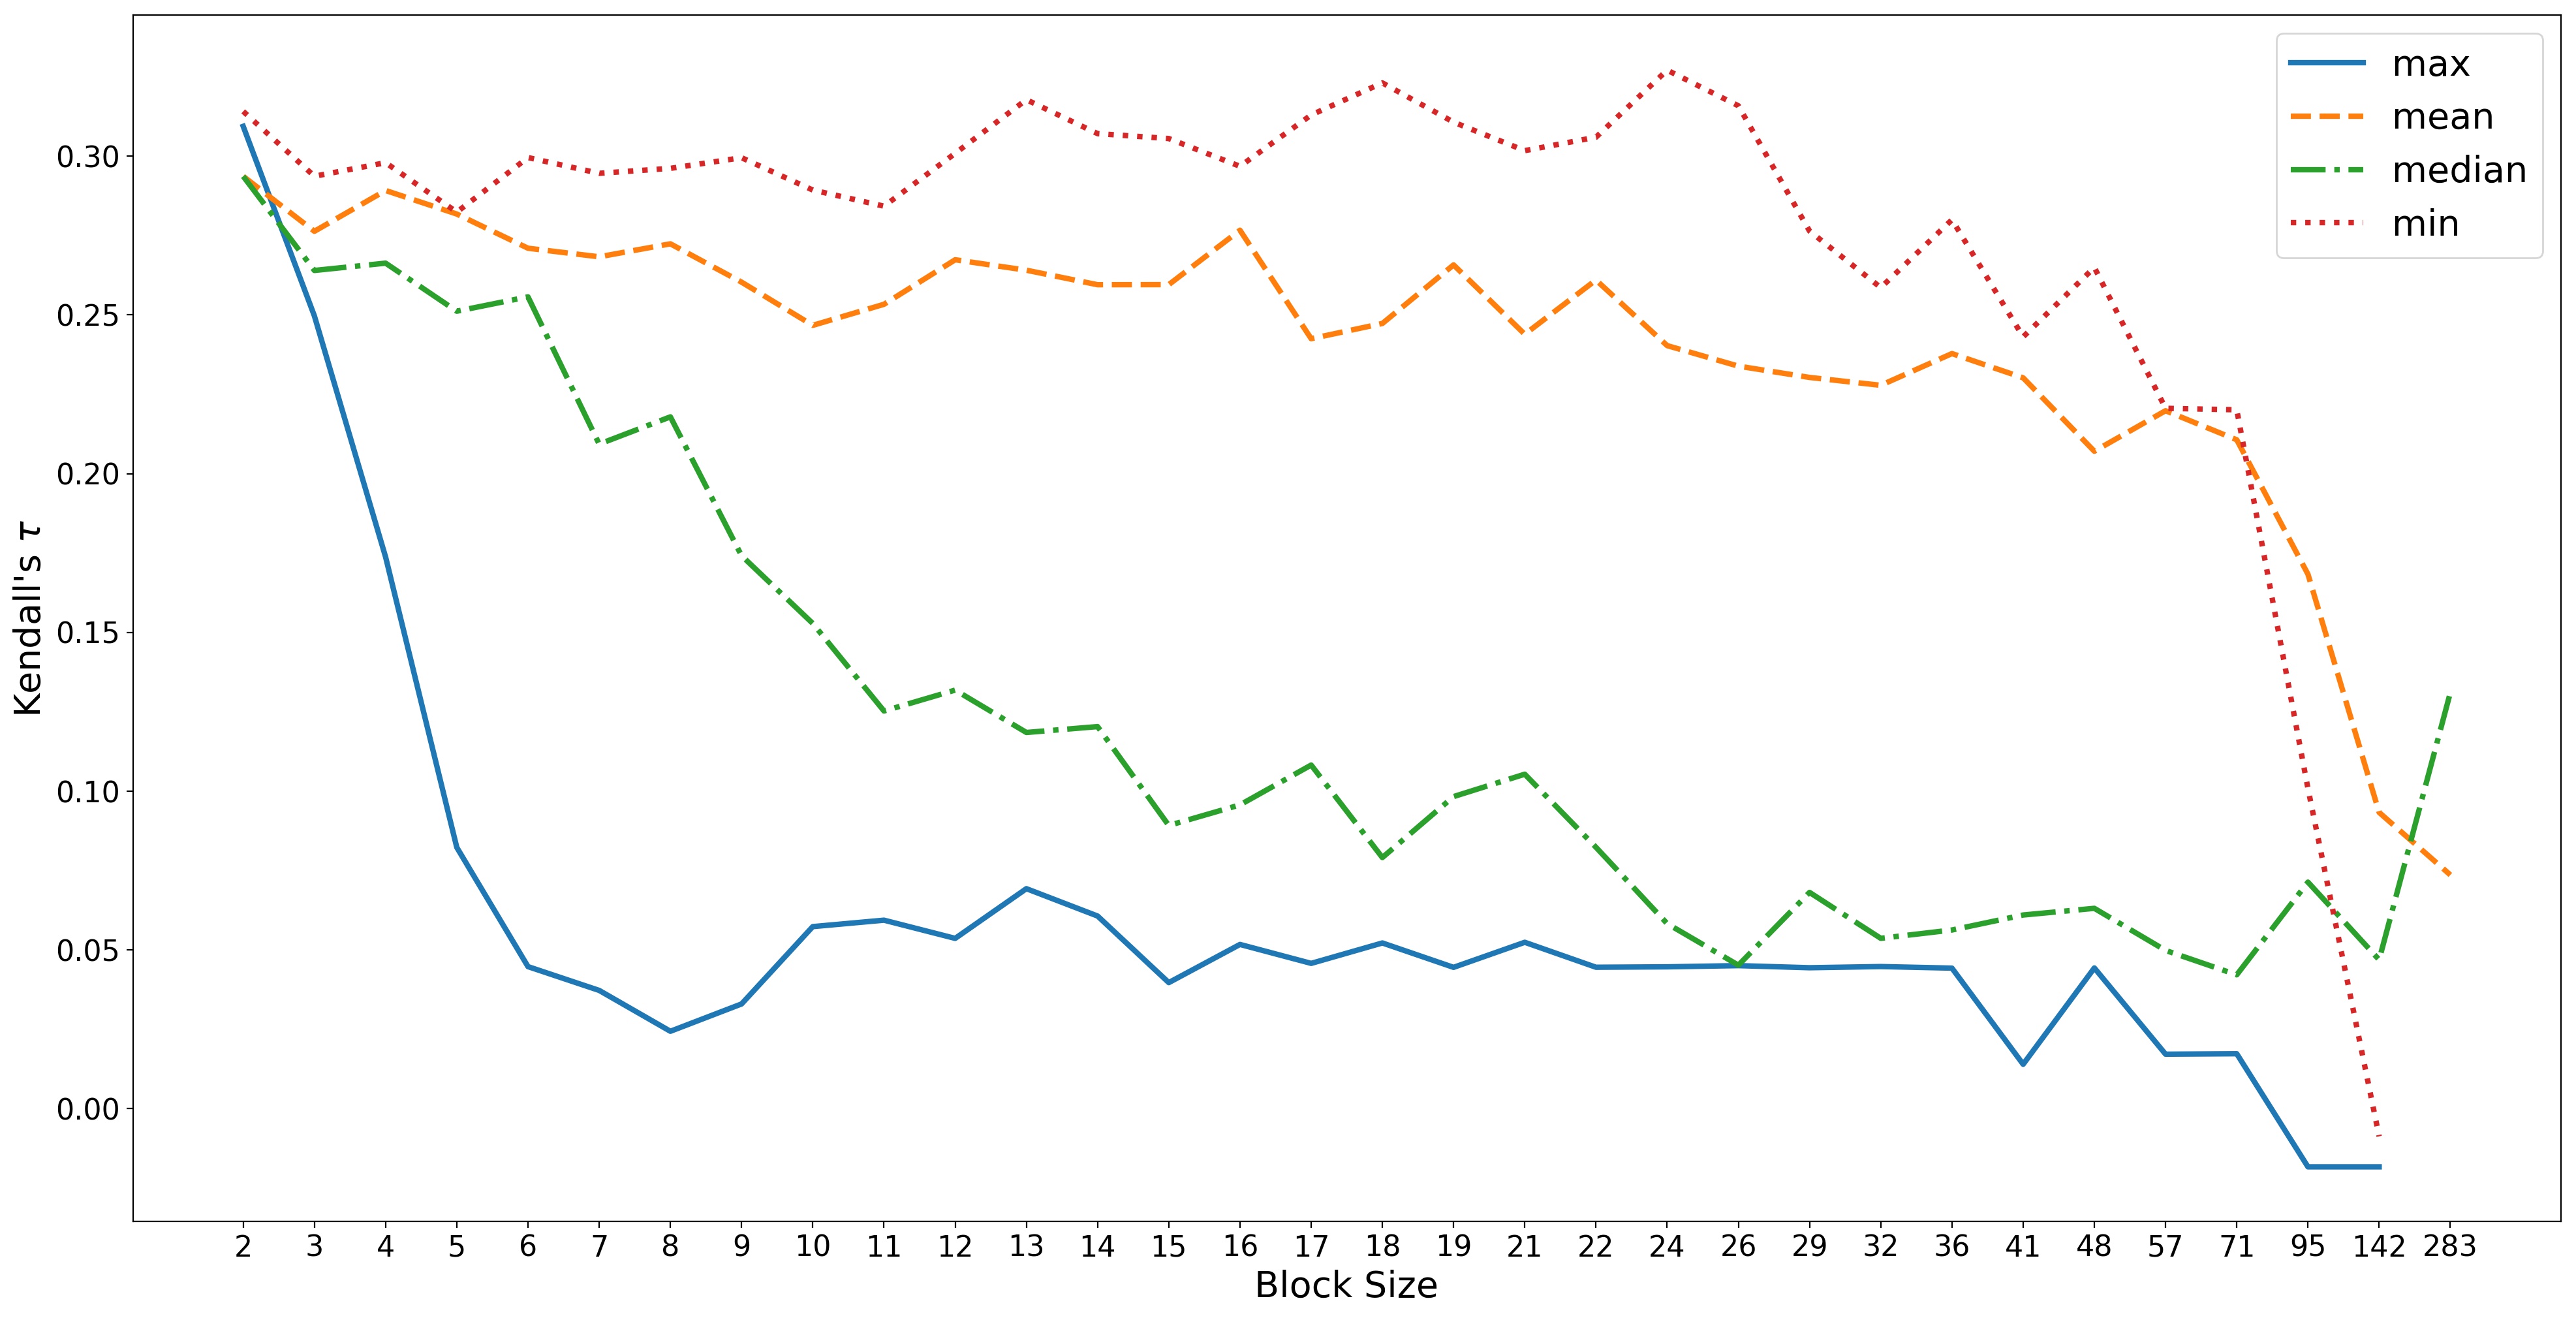 max
mean
median
min
0.30
0.25
0.20
0.15
0.10
0.05
0.00
Kendall's τ
2 3 4 5 6 7 8 9 10 11 12 13 14 15 16 17 18 19 21 22 24 26 29 32 36 41 48 57 71 95 142 283
Block Size